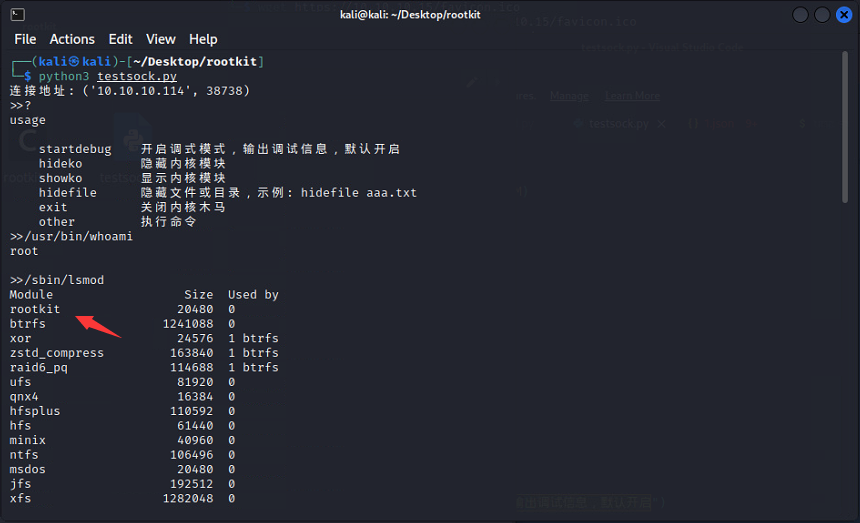 kali@kali: ~/Desktop/rootkit
File Actions Edit View Help
┌──(kali㉿kali)-[~/Desktop/rootkit]
└─$ python3 testsock.py
连接地址: ('10.10.10.114', 38738)
>>?
usage
startdebug 开启调式模式，输出调试信息，默认开启
hideko 隐藏内核模块
showko 显示内核模块
hidefile 隐藏文件或目录，示例: hidefile aaa.txt
exit 关闭内核木马
other 执行命令
>>/usr/bin/whoami
root
>>/sbin/lsmod
Module Size Used by
rootkit 20480 0
btrfs 1241088 0
xor 24576 1 btrfs
zstd_compress 163840 1 btrfs
raid6_pq 114688 1 btrfs
ufs 81920 0
qnx4 16384 0
hfsplus 110592 0
hfs 61440 0
minix 40960 0
ntfs 106496 0
msdos 20480 0
jfs 192512 0
xfs 1282048 0